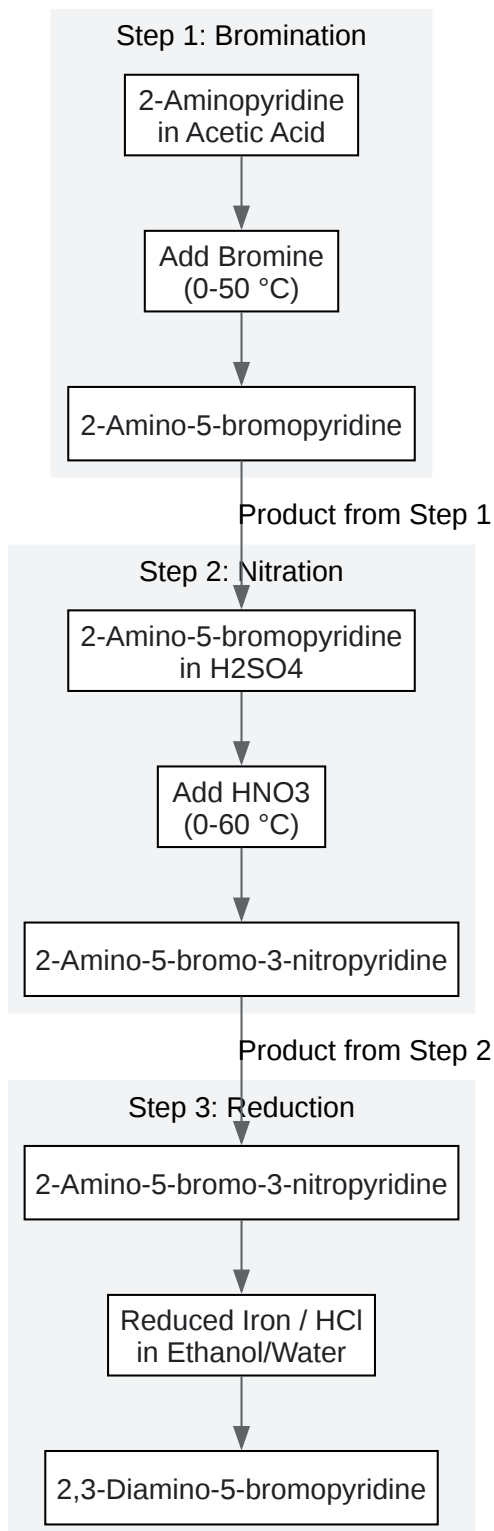 Step 1: Bromination
2-Aminopyridine
in Acetic Acid
Add Bromine
(0-50 °C)
2-Amino-5-bromopyridine
Product from Step 1
Step 2: Nitration
2-Amino-5-bromopyridine
in H2SO4
Add HNO3
(0-60 °C)
2-Amino-5-bromo-3-nitropyridine
Product from Step 2
Step 3: Reduction
2-Amino-5-bromo-3-nitropyridine
Reduced Iron / HCl
in Ethanol/Water
2,3-Diamino-5-bromopyridine